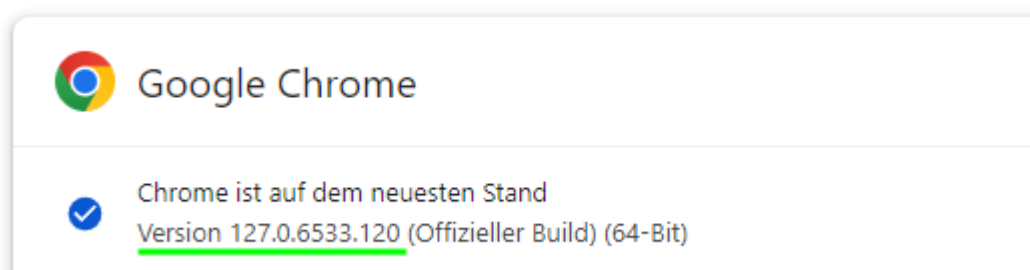 Google Chrome
Chrome ist auf dem neuesten Stand
Version 127.0.6533.120 (Offizieller Build) (64-Bit)